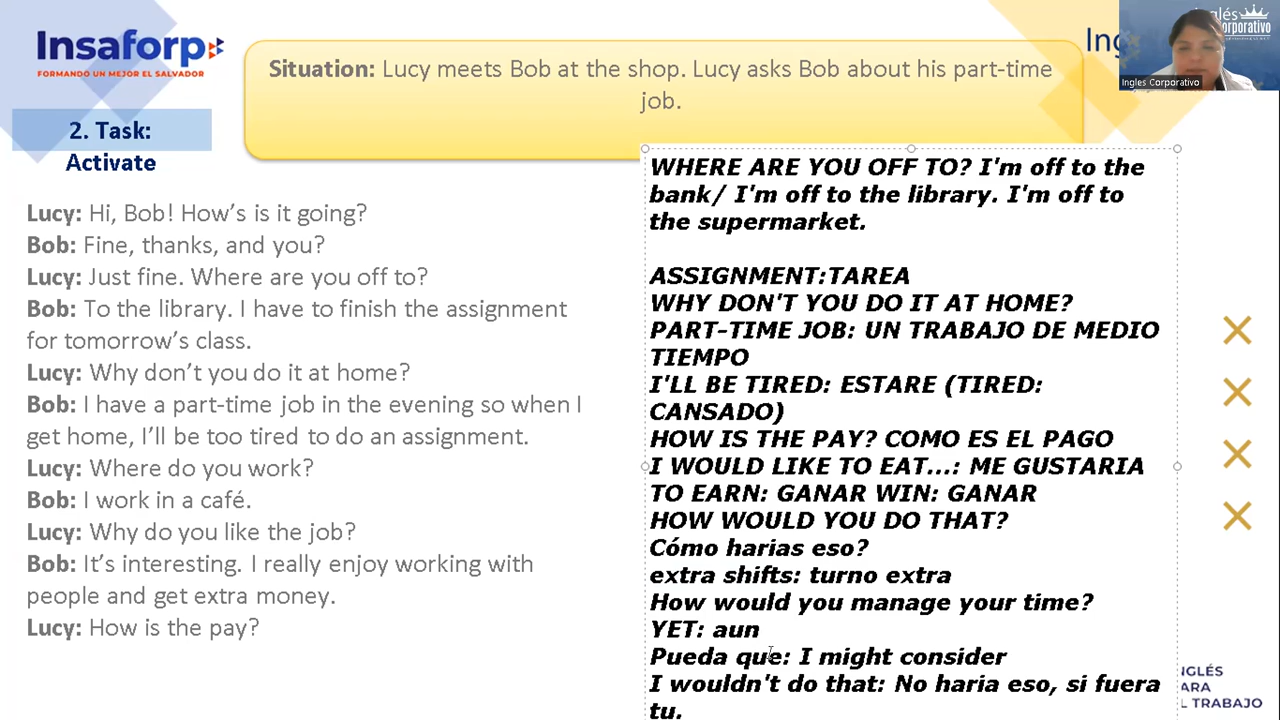 Insaforp
FORMANDO UN MEJOR EL SALVADOR
Situation: Lucy meets Bob at the shop. Lucy asks Bob about his part-time
job.
Ing
nglés
orporativo
Ingles Corporativo
2. Task:
Activate
Lucy: Hi, Bob! How’s is it going?
Bob: Fine, thanks, and you?
Lucy: Just fine. Where are you off to?
Bob: To the library. I have to finish the assignment
for tomorrow’s class.
Lucy: Why don’t you do it at home?
Bob: I have a part-time job in the evening so when I
get home, I’ll be too tired to do an assignment.
Lucy: Where do you work?
Bob: I work in a café.
Lucy: Why do you like the job?
Bob: It’s interesting. I really enjoy working with
people and get extra money.
Lucy: How is the pay?
WHERE ARE YOU OFF TO? I'm off to the
bank/ I'm off to the library. I'm off to
the supermarket.
ASSIGNMENT:TAREA
WHY DON'T YOU DO IT AT HOME?
PART-TIME JOB: UN TRABAJO DE MEDIO
TIEMPO
I'LL BE TIRED: ESTARE (TIRED:
CANSADO)
HOW IS THE PAY? COMO ES EL PAGO
I WOULD LIKE TO EAT...: ME GUSTARIA
TO EARN: GANAR WIN: GANAR
HOW WOULD YOU DO THAT?
Cómo harias eso?
extra shifts: turno extra
How would you manage your time?
YET: aun
Pueda que: I might consider
I wouldn't do that: No haria eso, si fuera
tu.
NGLÉS
ARA
L TRABAJO